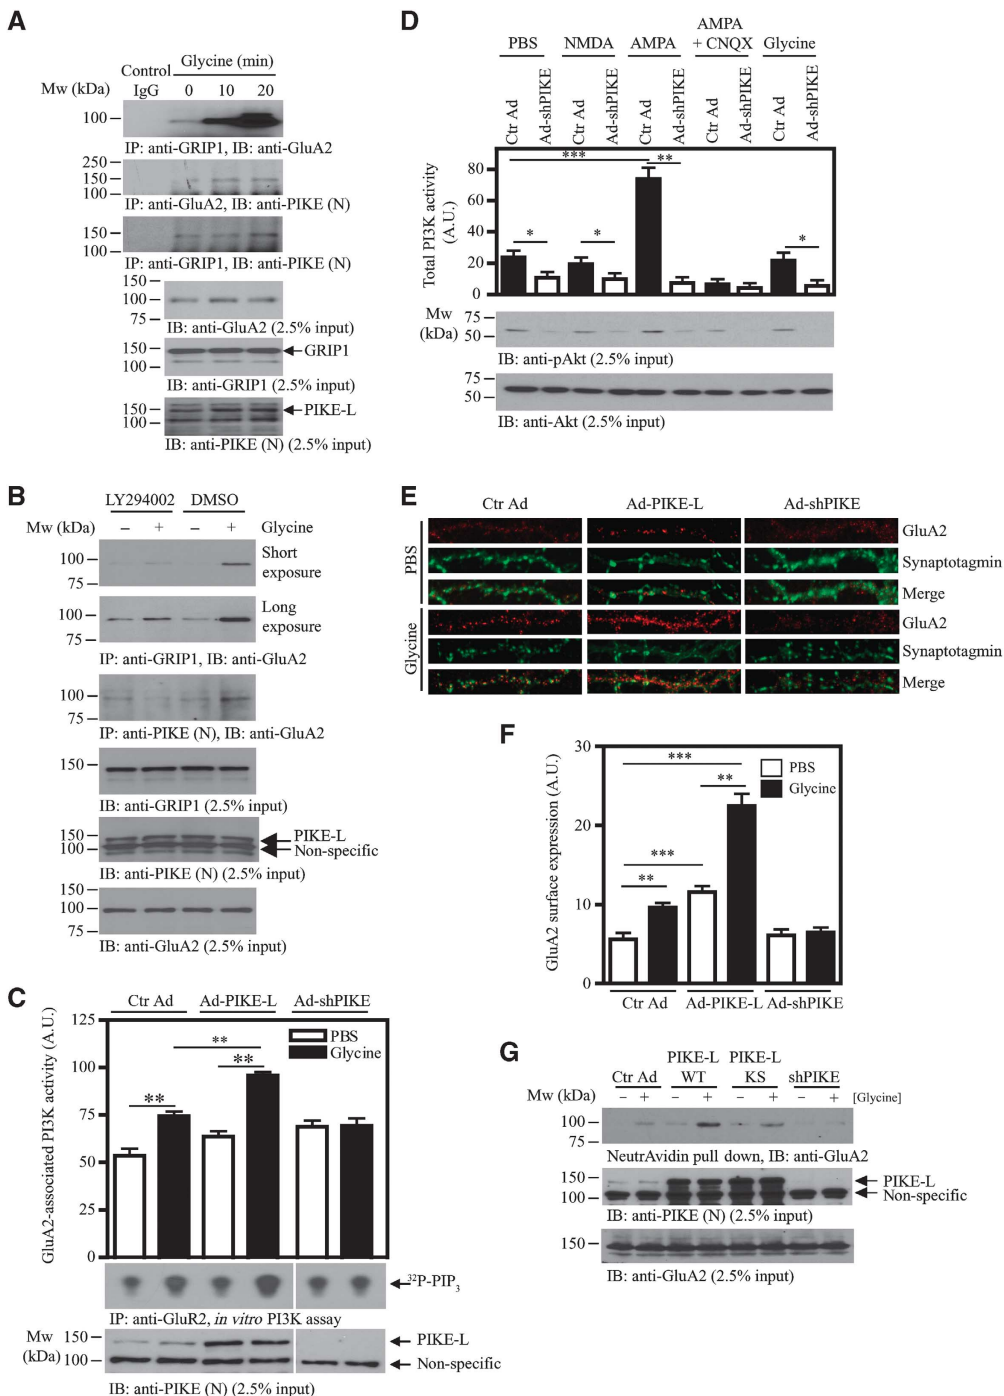 A
Control
IgG
Glycine (min)
Mw (kDa)
0 10 20
100
IP: anti-GRIP1, IB: anti-GluA2
250
150
100
IP: anti-GluA2, IB: anti-PIKE (N)
150
100
IP: anti-GRIP1, IB: anti-PIKE (N)
150
100
75
IB: anti-GluA2 (2.5% input)
150
100
GRIP1
IB: anti-GRIP1 (2.5% input)
150
100
PIKE-L
IB: anti-PIKE (N) (2.5% input)
B
LY294002 DMSO
Mw (kDa) – + – + Glycine
100
75
Short
exposure
100
75
Long
exposure
IP: anti-GRIP1, IB: anti-GluA2
100
75
IP: anti-PIKE (N), IB: anti-GluA2
150
IB: anti-GRIP1 (2.5% input)
150
100
PIKE-L
Non-specific
IB: anti-PIKE (N) (2.5% input)
100
75
IB: anti-GluA2 (2.5% input)
C
Ctr Ad Ad-PIKE-L Ad-shPIKE
GluA2-associated PI3K activity (A.U.)
125
100
75
50
25
0
PBS
Glycine
**
**
**
32P-PIP3
IP: anti-GluR2, in vitro PI3K assay
Mw
(kDa)
150
100
PIKE-L
Non-specific
IB: anti-PIKE (N) (2.5% input)
D
PBS NMDA AMPA AMPA + CNQX Glycine
Ctr Ad Ad-shPIKE Ctr Ad Ad-shPIKE Ctr Ad Ad-shPIKE Ctr Ad Ad-shPIKE Ctr Ad Ad-shPIKE
Total PI3K activity
(A.U.)
80
60
40
20
0
*** **
* * *
Mw
(kDa)
75
50
IB: anti-pAkt (2.5% input)
75
50
IB: anti-Akt (2.5% input)
E
Ctr Ad Ad-PIKE-L Ad-shPIKE
PBS
GluA2
Synaptotagmin
Merge
Glycine
GluA2
Synaptotagmin
Merge
F
GluA2 surface expression (A.U.)
30
20
10
0
PBS
Glycine
***
**
***
**
Ctr Ad Ad-PIKE-L Ad-shPIKE
G
Ctr Ad PIKE-L WT PIKE-L KS shPIKE
Mw (kDa) – + – + – + – + [Glycine]
100
75
NeutrAvidin pull down, IB: anti-GluA2
150
100
PIKE-L
Non-specific
IB: anti-PIKE (N) (2.5% input)
150
IB: anti-GluA2 (2.5% input)